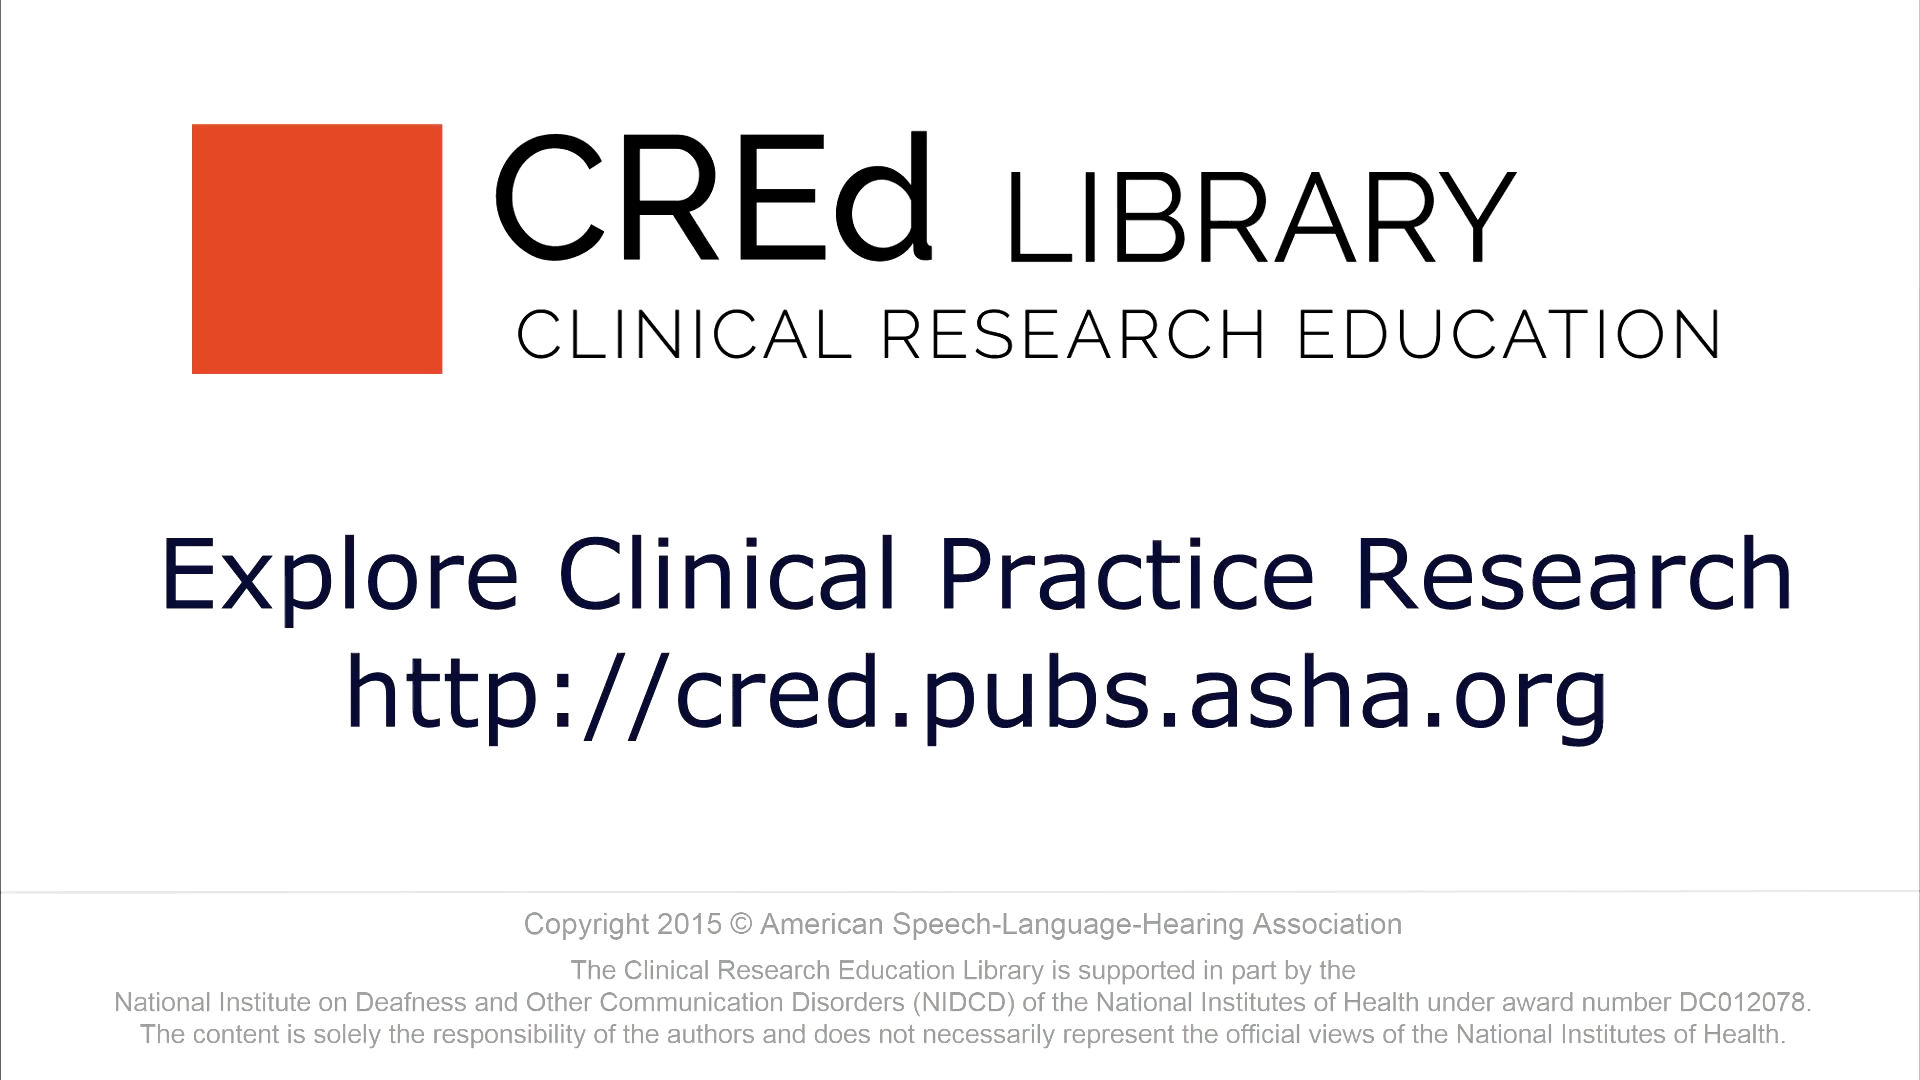 CREd LIBRARY
CLINICAL RESEARCH EDUCATION
Explore Clinical Practice Research
http://cred.pubs.asha.org
Copyright 2015 © American Speech-Language-Hearing Association
The Clinical Research Education Library is supported in part by the
National Institute on Deafness and Other Communication Disorders (NIDCD) of the National Institutes of Health under award number DC012078.
The content is solely the responsibility of the authors and does not necessarily represent the official views of the National Institutes of Health.